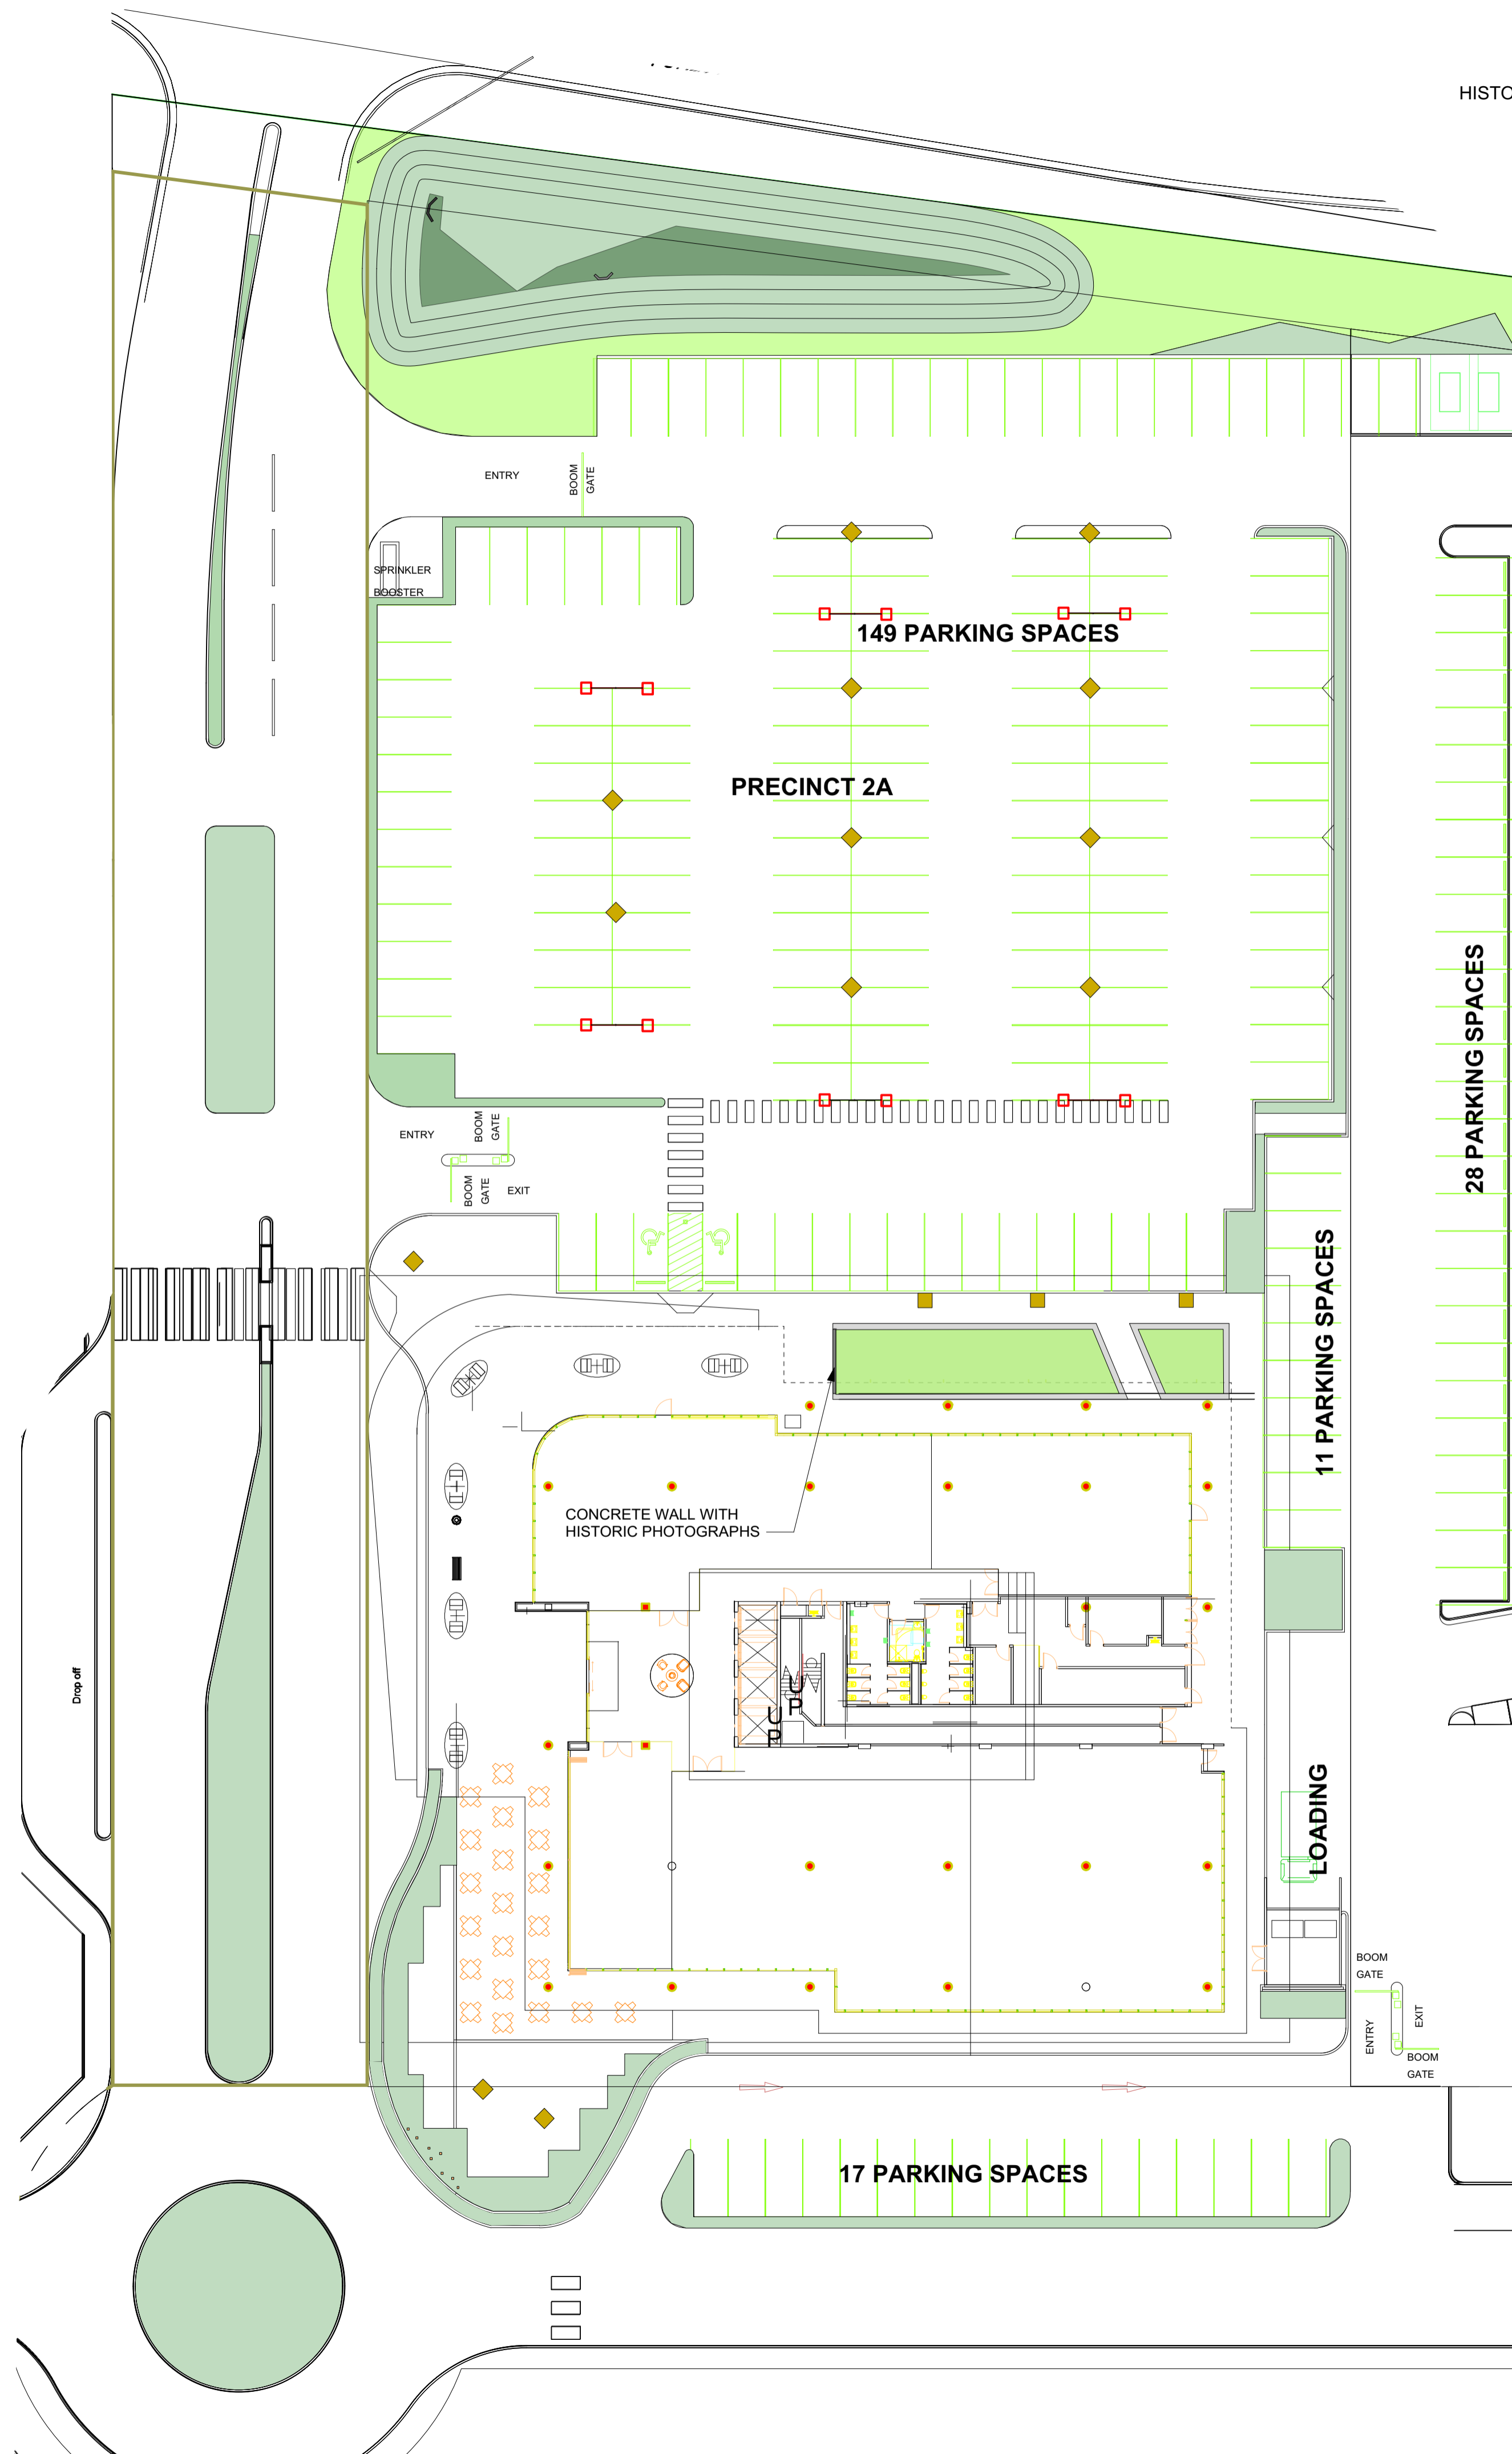 HISTO
ENTRY
BOOM
GATE
SPRINKLER
BOOSTER
149 PARKING SPACES
PRECINCT 2A
28 PARKING SPACES
ENTRY
BOOM
GATE
BOOM
GATE
EXIT
11 PARKING SPACES
CONCRETE WALL WITH
HISTORIC PHOTOGRAPHS
Drop off
UP
UP
LOADING
BOOM
GATE
ENTRY
EXIT
BOOM
GATE
17 PARKING SPACES